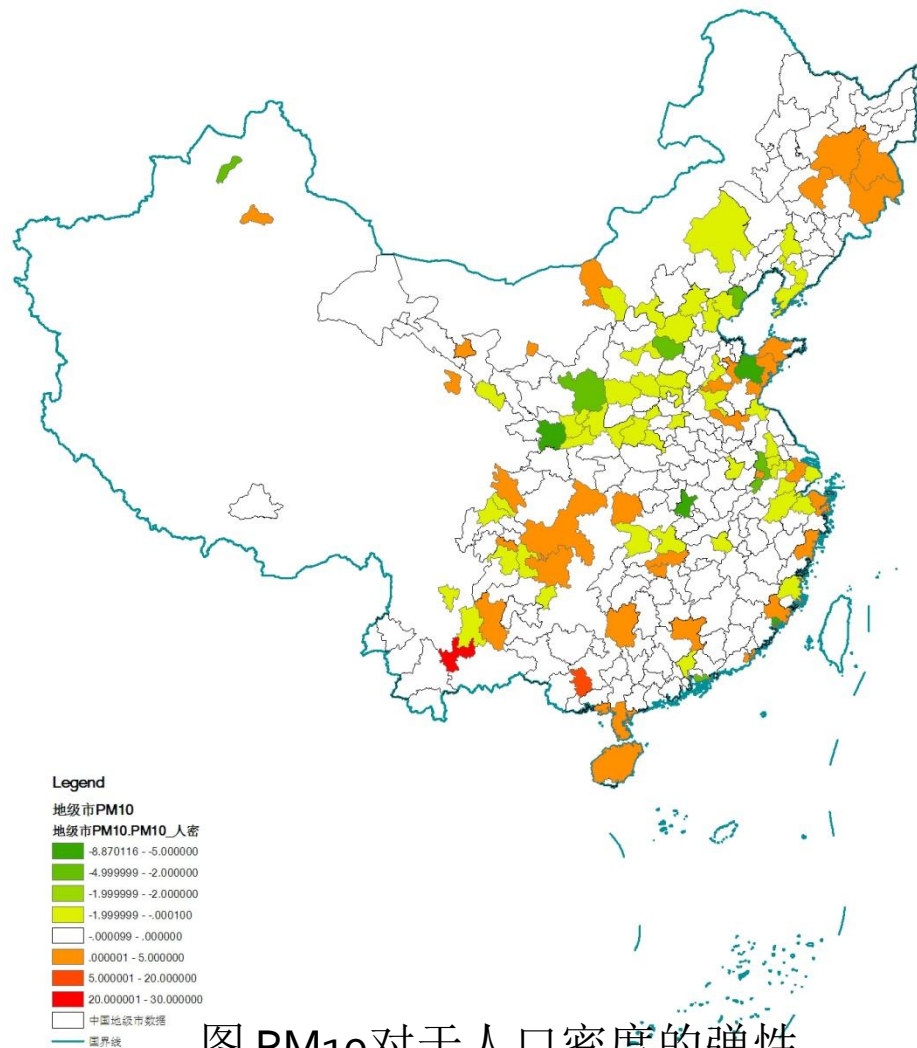 Legend
地级市PM10
地级市PM10.PM10_人密
-8.870116 - -5.000000
-4.999999 - -2.000000
-1.999999 - -2.000000
-1.999999 - -.000100
-.000099 - .000000
.000001 - 5.000000
5.000001 - 20.000000
20.000001 - 30.000000
中国地级市数据
国界线
图 PM10对于人口密度的弹性